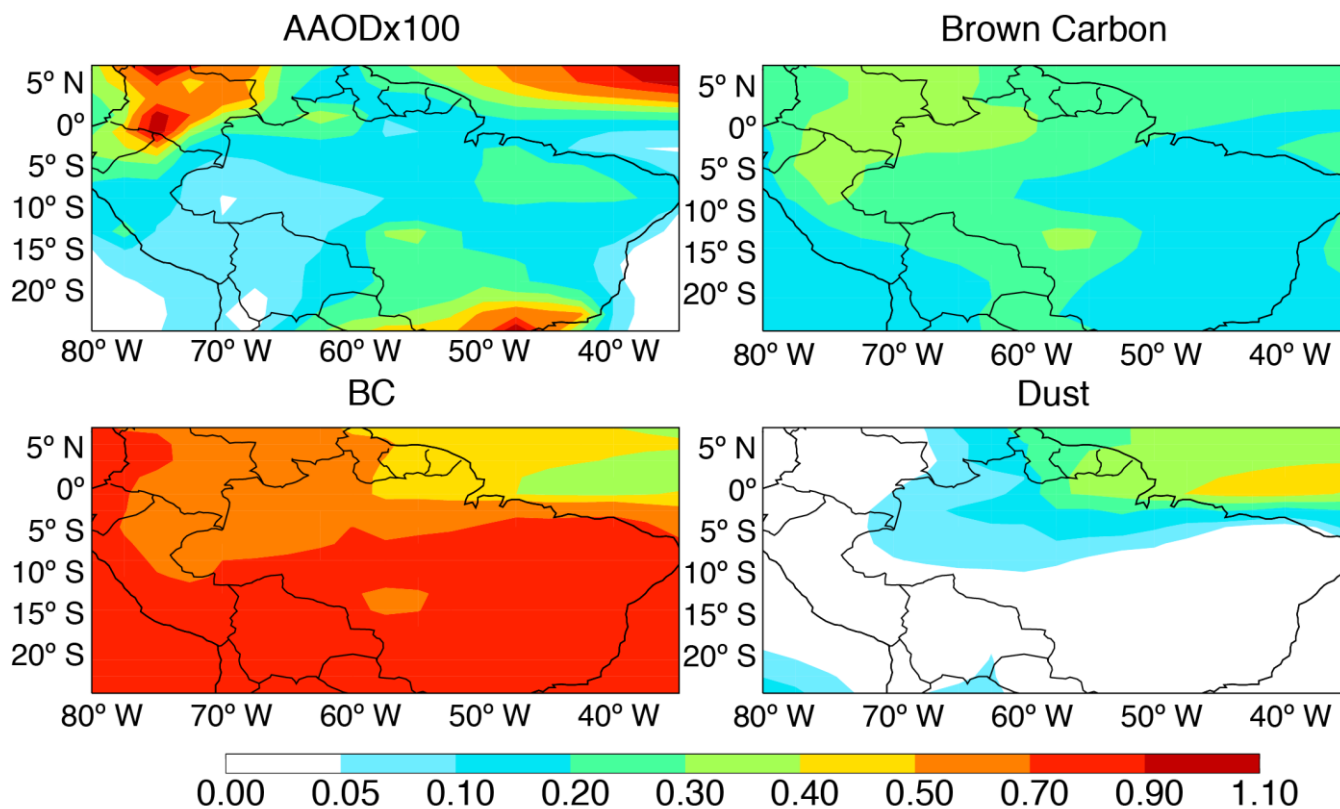 AAODx100
Brown Carbon
5º N
0º
5º S
10º S
15º S
20º S
80º W 70º W 60º W 50º W 40º W
5º N
0º
5º S
10º S
15º S
20º S
80º W 70º W 60º W 50º W 40º W
BC
Dust
5º N
0º
5º S
10º S
15º S
20º S
80º W 70º W 60º W 50º W 40º W
5º N
0º
5º S
10º S
15º S
20º S
80º W 70º W 60º W 50º W 40º W
0.00 0.05 0.10 0.20 0.30 0.40 0.50 0.70 0.90 1.10